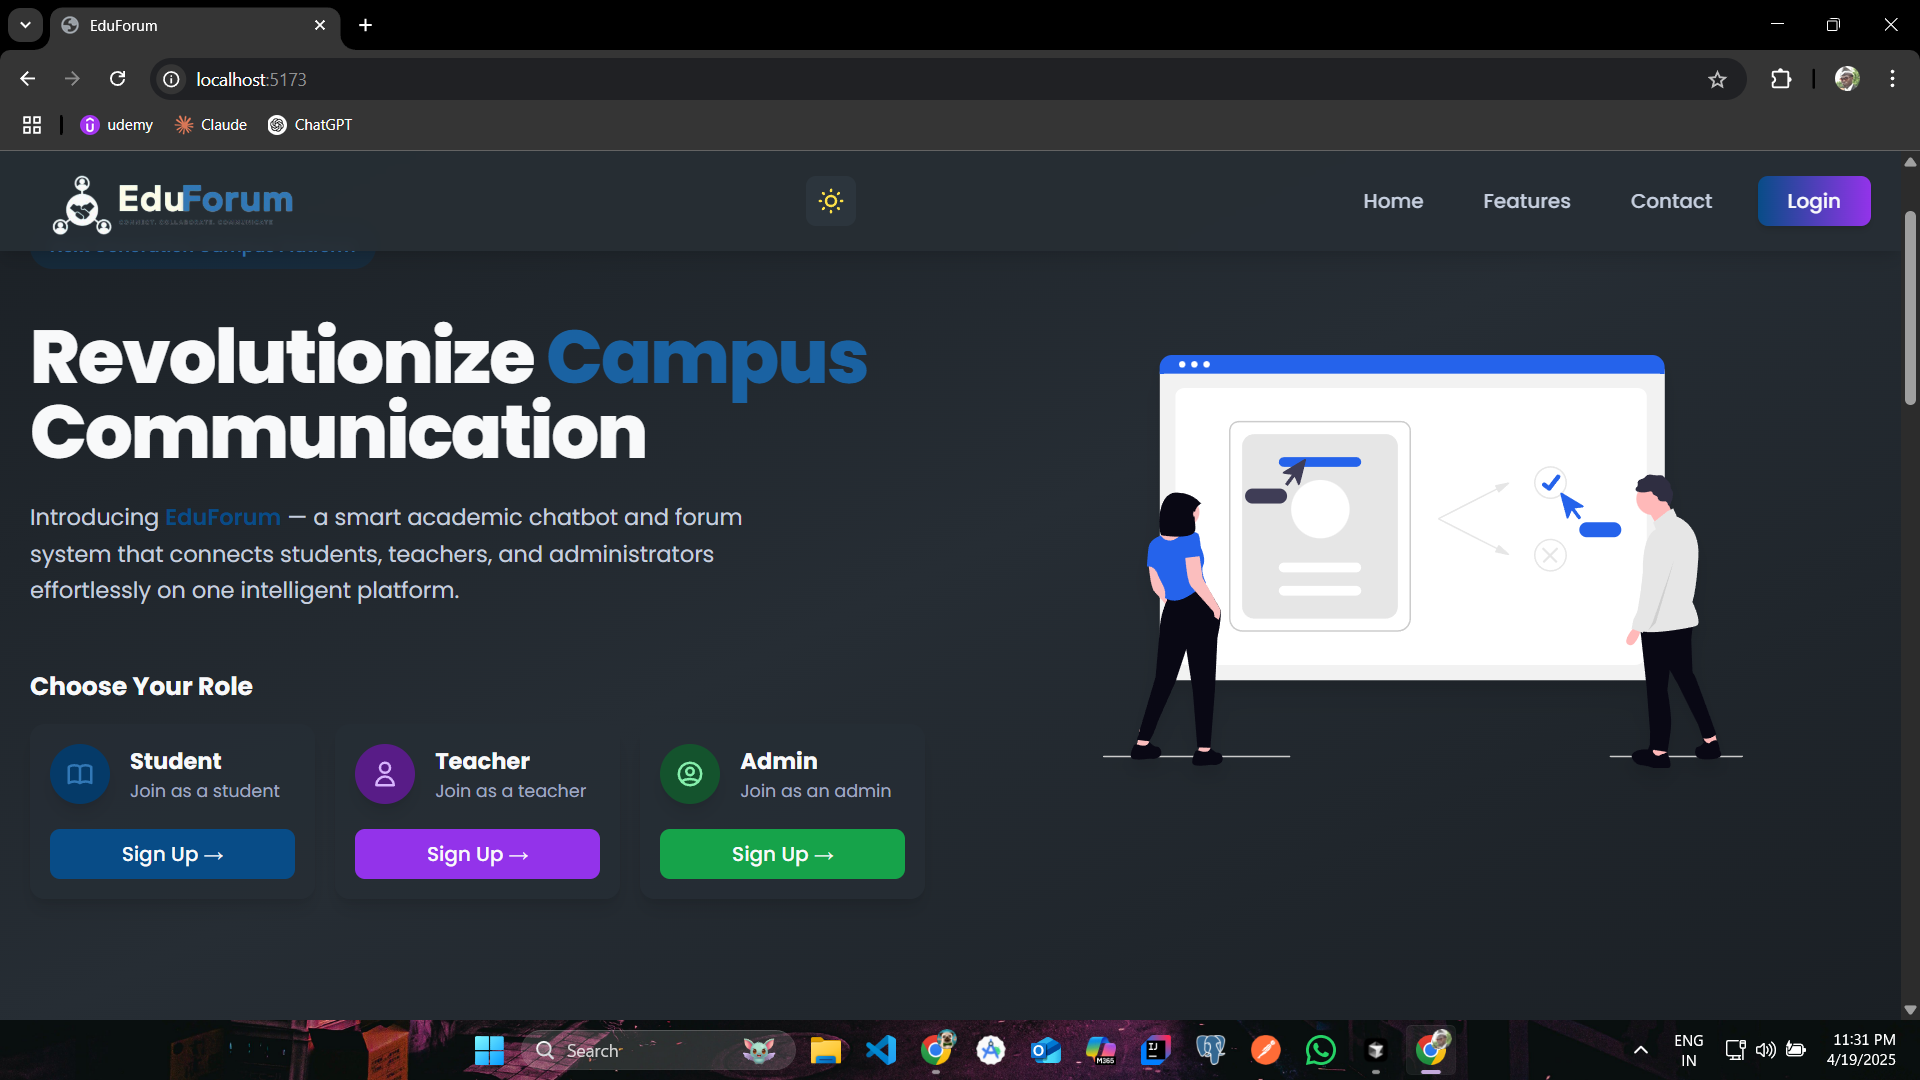 EduForum
localhost:5173
udemy
Claude
ChatGPT
EduForum
CONNECT. COLLABORATE. COMMUNICATE
Home
Features
Contact
Login
Revolutionize Campus
Communication
Introducing EduForum — a smart academic chatbot and forum
system that connects students, teachers, and administrators
effortlessly on one intelligent platform.
Choose Your Role
Student
Join as a student
Sign Up →
Teacher
Join as a teacher
Sign Up →
Admin
Join as an admin
Sign Up →
Search
M365
IJ
ENG
IN
11:31 PM
4/19/2025